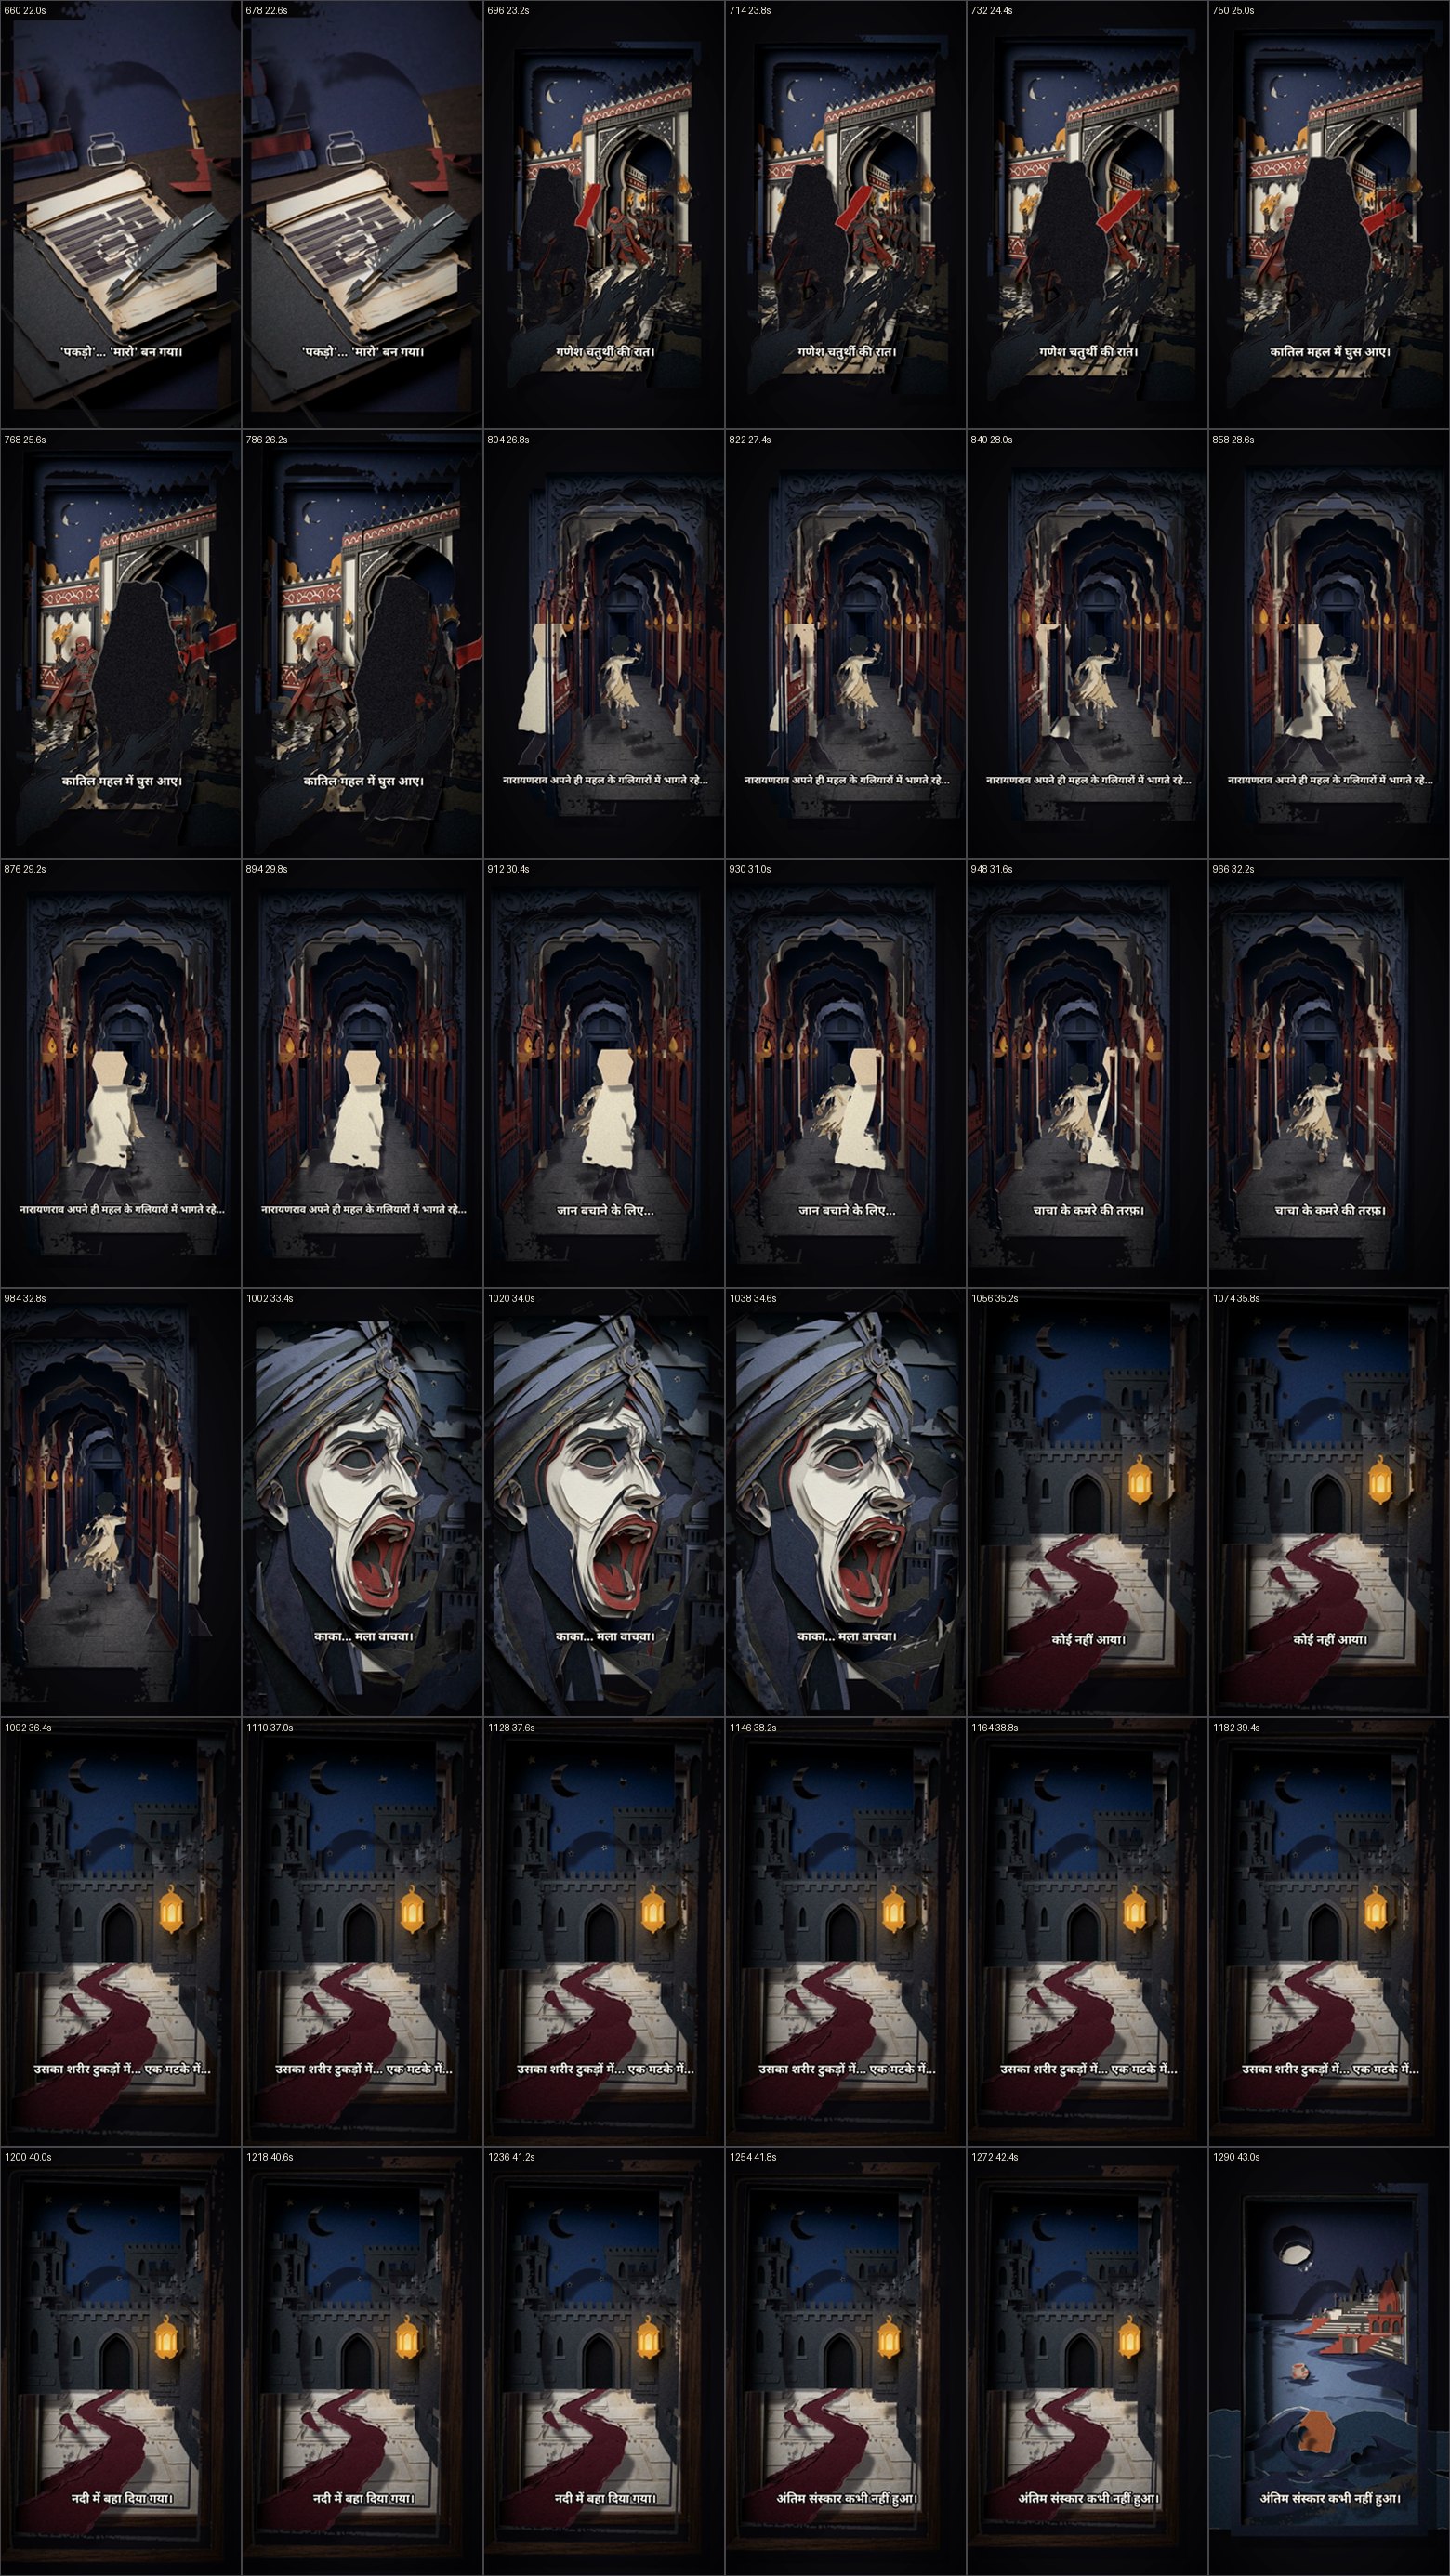 660 22.0s
678 22.6s
696 23.2s
714 23.8s
732 24.4s
750 25.0s
'पकड़ो'... 'मारो' बन गया।
'पकड़ो'... 'मारो' बन गया।
गणेश चतुर्थी की रात।
गणेश चतुर्थी की रात।
गणेश चतुर्थी की रात।
कातिल महल में घुस आए।
768 25.6s
786 26.2s
804 26.8s
822 27.4s
840 28.0s
858 28.6s
कातिल महल में घुस आए।
कातिल महल में घुस आए।
नारायणराव अपने ही महल के गलियारों में भागते रहे...
नारायणराव अपने ही महल के गलियारों में भागते रहे...
नारायणराव अपने ही महल के गलियारों में भागते रहे...
नारायणराव अपने ही महल के गलियारों में भागते रहे...
876 29.2s
894 29.8s
912 30.4s
930 31.0s
948 31.6s
966 32.2s
नारायणराव अपने ही महल के गलियारों में भागते रहे...
नारायणराव अपने ही महल के गलियारों में भागते रहे...
जान बचाने के लिए...
जान बचाने के लिए...
चाचा के कमरे की तरफ़।
चाचा के कमरे की तरफ़।
984 32.8s
1002 33.4s
1020 34.0s
1038 34.6s
1056 35.2s
1074 35.8s
काका... मला वाचवा।
काका... मला वाचवा।
काका... मला वाचवा।
कोई नहीं आया।
कोई नहीं आया।
1092 36.4s
1110 37.0s
1128 37.6s
1146 38.2s
1164 38.8s
1182 39.4s
उसका शरीर टुकड़ों में... एक मटके में...
उसका शरीर टुकड़ों में... एक मटके में...
उसका शरीर टुकड़ों में... एक मटके में...
उसका शरीर टुकड़ों में... एक मटके में...
उसका शरीर टुकड़ों में... एक मटके में...
उसका शरीर टुकड़ों में... एक मटके में...
1200 40.0s
1218 40.6s
1236 41.2s
1254 41.8s
1272 42.4s
1290 43.0s
नदी में बहा दिया गया।
नदी में बहा दिया गया।
नदी में बहा दिया गया।
अंतिम संस्कार कभी नहीं हुआ।
अंतिम संस्कार कभी नहीं हुआ।
अंतिम संस्कार कभी नहीं हुआ।